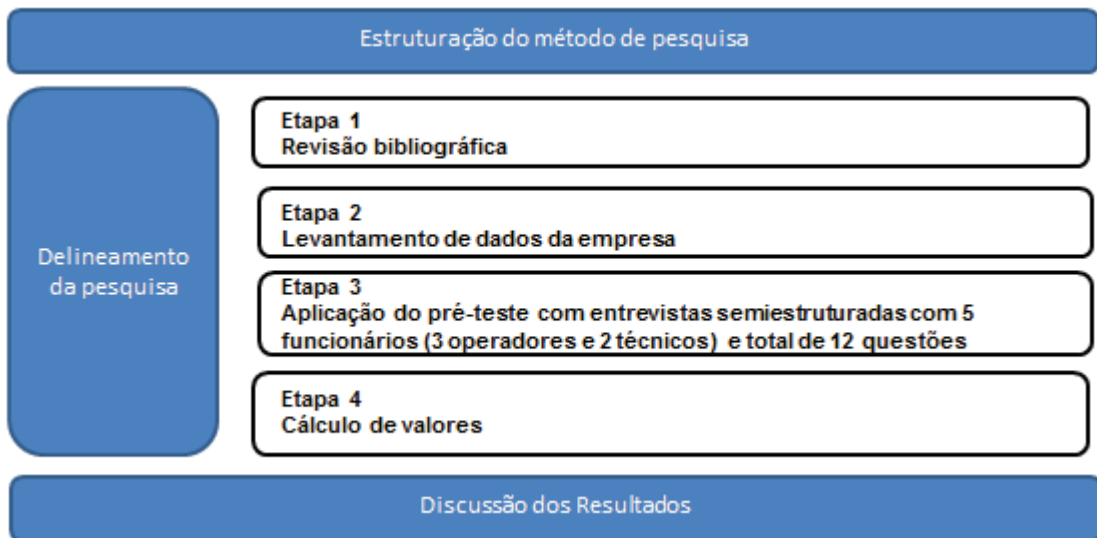 Estruturação do método de pesquisa
Delineamento
da pesquisa
Etapa 1
Revisão bibliográfica
Etapa 2
Levantamento de dados da empresa
Etapa 3
Aplicação do pré-teste com entrevistas semiestruturadas com 5
funcionários (3 operadores e 2 técnicos) e total de 12 questões
Etapa 4
Cálculo de valores
Discussão dos Resultados